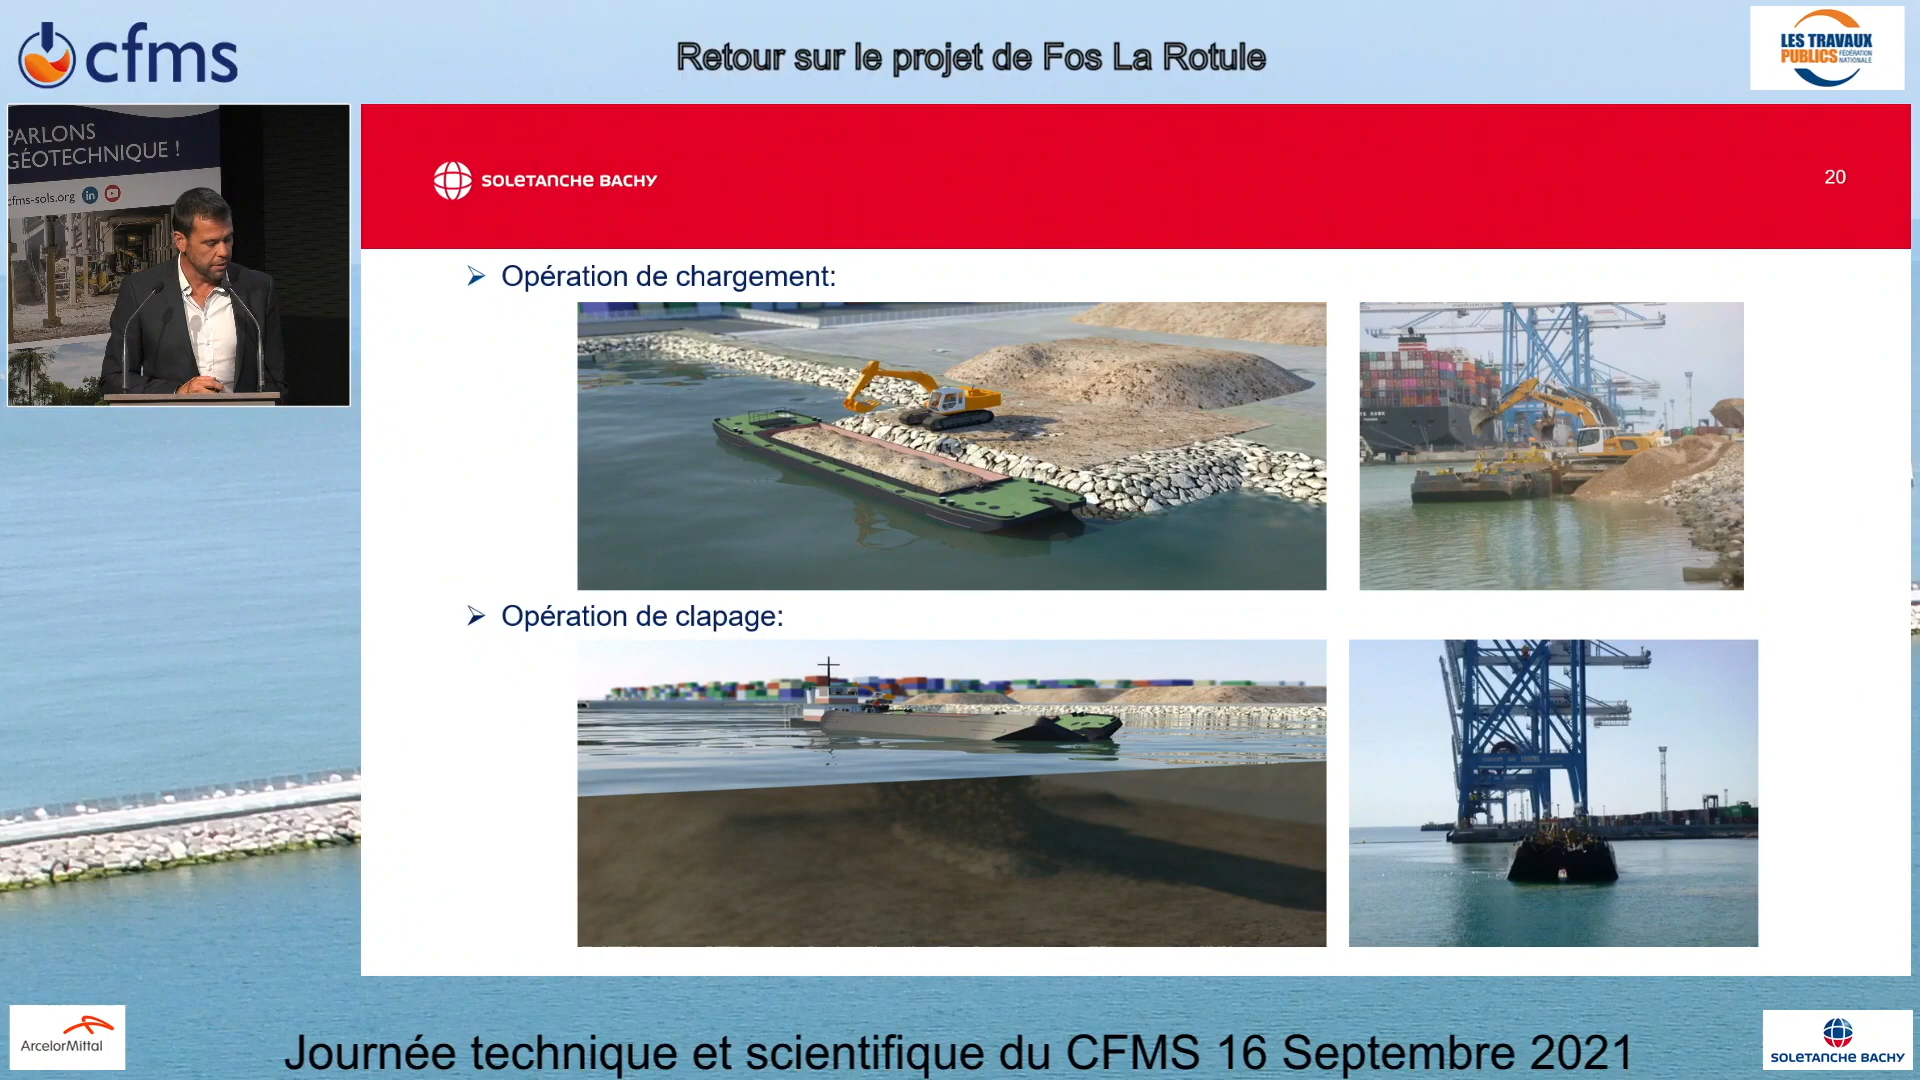 cfms
Retour sur le projet de Fos La Rotule
LES TRAVAUX
PUBLICS FÉDÉRATION
NATIONALE
PARLONS
GÉOTECHNIQUE !
cfms-sols.org
SOLETANCHE BACHY
20
Opération de chargement:
Opération de clapage:
ArcelorMittal
Journée technique et scientifique du CFMS 16 Septembre 2021
SOLETANCHE BACHY